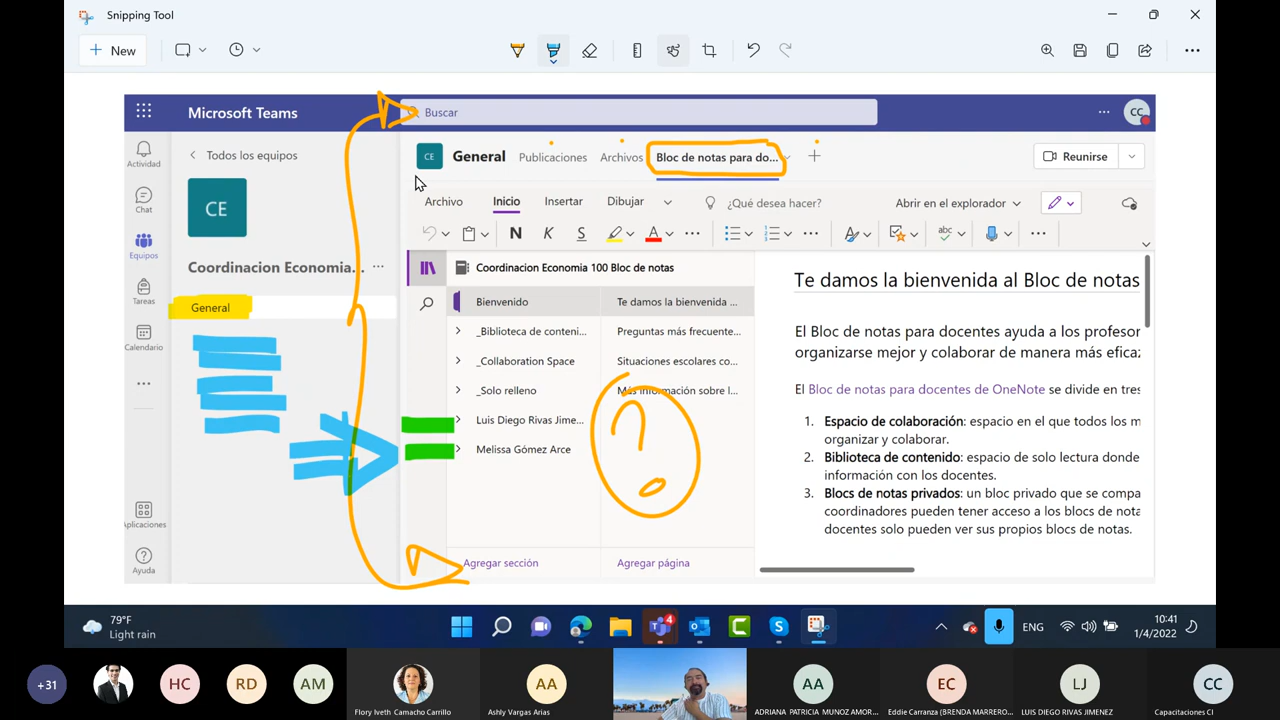 Snipping Tool
New
Microsoft Teams
Buscar
CC
Actividad
Chat
Equipos
Tareas
Calendario
Aplicaciones
Ayuda
Todos los equipos
CE
Coordinacion Economia...
General
CE General Publicaciones Archivos Bloc de notas para do... Reunirse
Archivo Inicio Insertar Dibujar ¿Qué desea hacer? Abrir en el explorador
N K S A abc
Coordinacion Economia 100 Bloc de notas
Bienvenido
_Biblioteca de conteni...
_Collaboration Space
_Solo relleno
Luis Diego Rivas Jime...
Melissa Gómez Arce
Agregar sección
Te damos la bienvenida ...
Preguntas más frecuente...
Situaciones escolares co...
Más información sobre l...
?
Agregar página
Te damos la bienvenida al Bloc de notas
El Bloc de notas para docentes ayuda a los profesor
organizarse mejor y colaborar de manera más eficaz
El Bloc de notas para docentes de OneNote se divide en tres
1. Espacio de colaboración: espacio en el que todos los m
organizar y colaborar.
2. Biblioteca de contenido: espacio de solo lectura donde
información con los docentes.
3. Blocs de notas privados: un bloc privado que se compa
coordinadores pueden tener acceso a los blocs de nota
docentes solo pueden ver sus propios blocs de notas.
79°F
Light rain
4
ENG
10:41
1/4/2022
+31 HC RD AM AA AA EC LJ CC
Flory Iveth Camacho Carrillo
Ashly Vargas Arias
ADRIANA PATRICIA MUNOZ AMOR...
Eddie Carranza (BRENDA MARRERO...
LUIS DIEGO RIVAS JIMENEZ
Capacitaciones CI